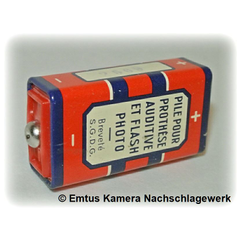 PILE POUR
PROTHÈSE
AUDITIVE
ET FLASH
PHOTO
Breveté
S.G.D.G.
+
© Emtus Kamera Nachschlagewerk